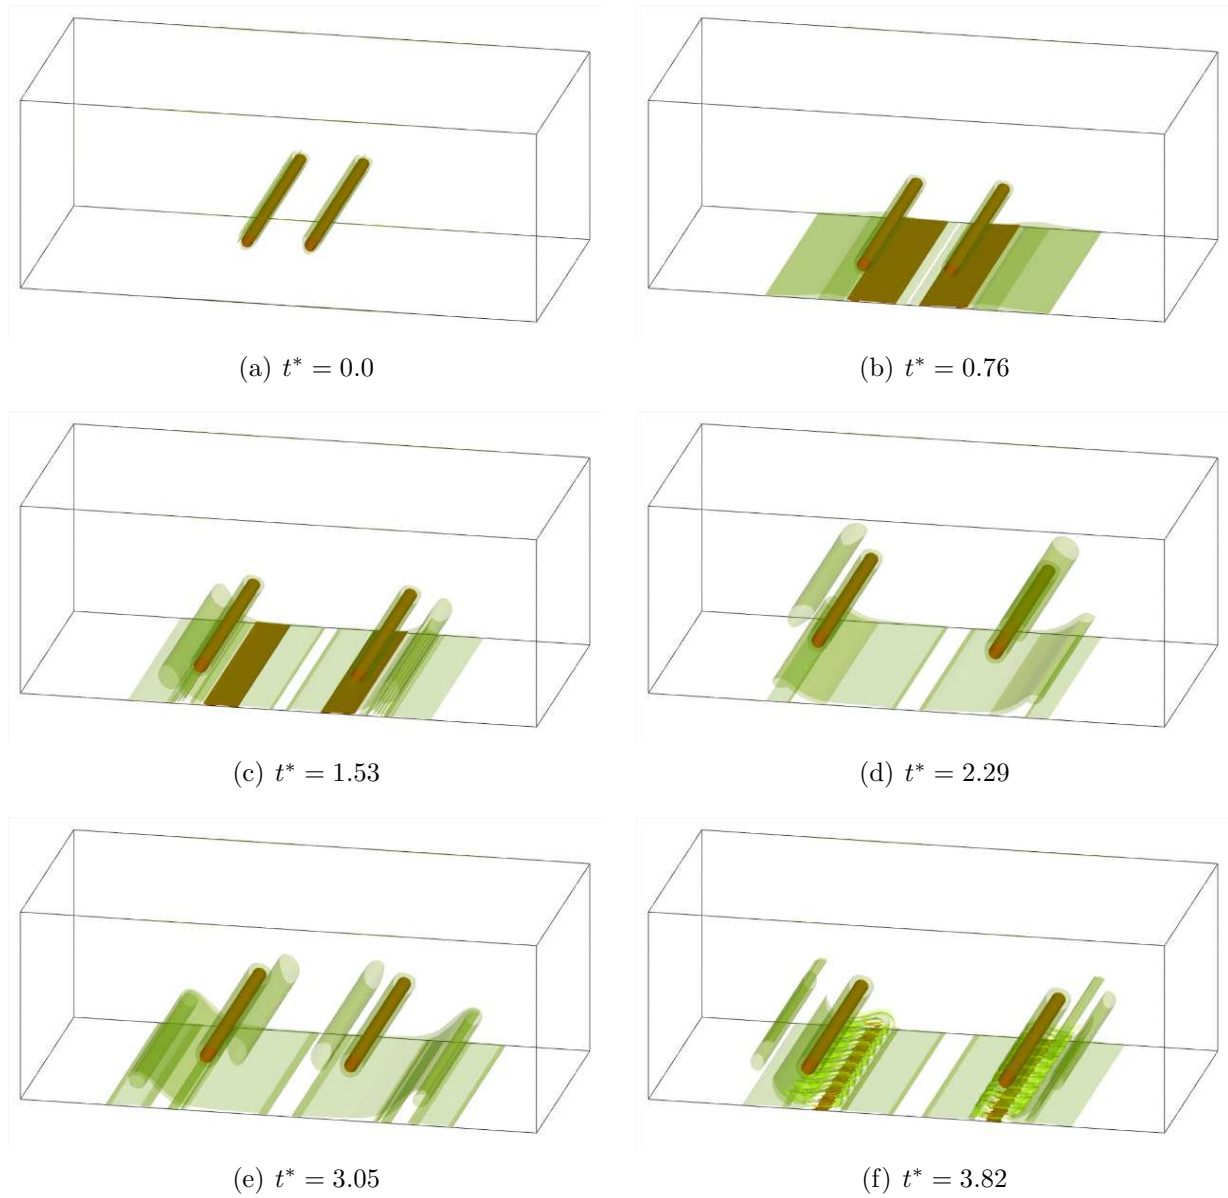 (a) t* = 0.0
(b) t* = 0.76
(c) t* = 1.53
(d) t* = 2.29
(e) t* = 3.05
(f) t* = 3.82